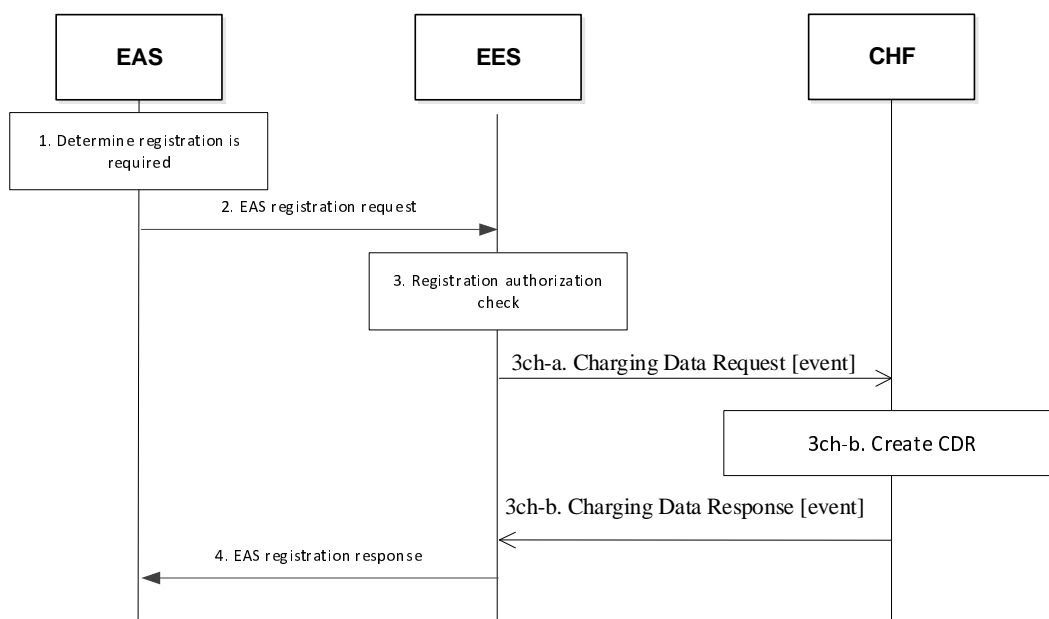 EAS
EES
CHF
1. Determine registration is
required
2. EAS registration request
3. Registration authorization
check
3ch-a. Charging Data Request [event]
3ch-b. Create CDR
3ch-b. Charging Data Response [event]
4. EAS registration response